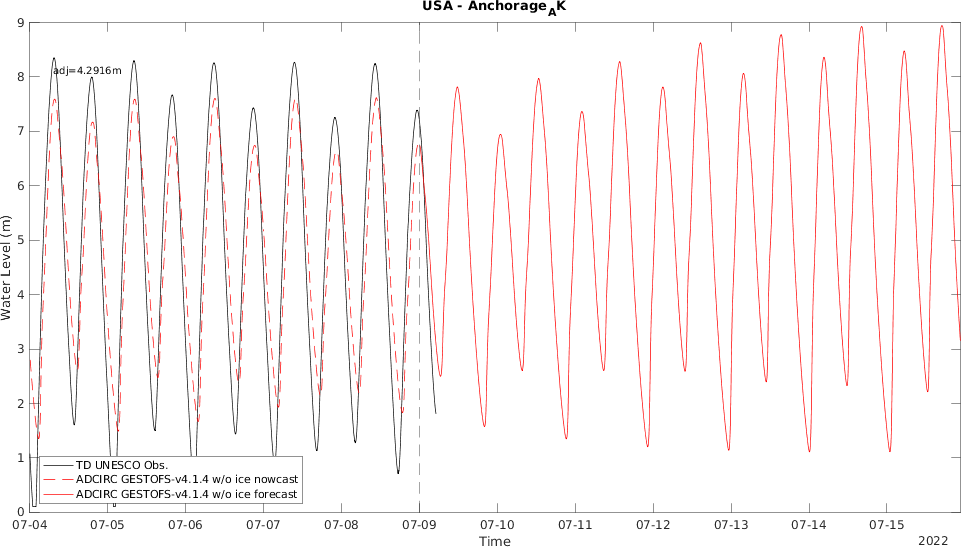 USA - Anchorage_AK
9
adj=4.2916m
8
7
6
5
4
3
2
1
0
Water Level (m)
TD UNESCO Obs.
ADCIRC GESTOFS-v4.1.4 w/o ice nowcast
ADCIRC GESTOFS-v4.1.4 w/o ice forecast
07-04 07-05 07-06 07-07 07-08 07-09 07-10 07-11 07-12 07-13 07-14 07-15
Time
2022